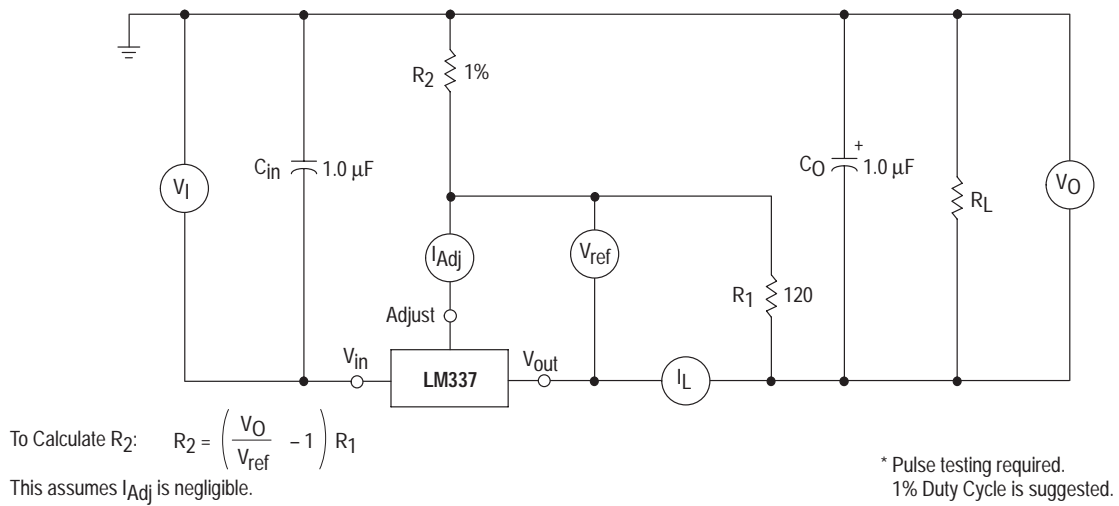 R2 1%
Cin 1.0 μF
CO + 1.0 μF
VI
RL
VO
IAdj
Vref
R1 120
Adjust
Vin
LM337
Vout
IL
To Calculate R2: R2 = ( VO / Vref – 1 ) R1
This assumes IAdj is negligible.
* Pulse testing required.
1% Duty Cycle is suggested.